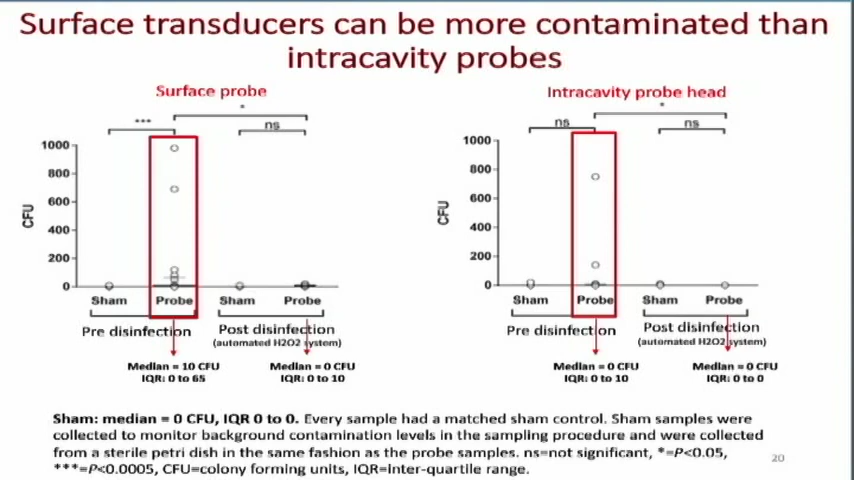 Surface transducers can be more contaminated than
intracavity probes
Surface probe
*
***
ns
1000
800
600
400
200
0
CFU
Sham
Probe
Sham
Probe
Pre disinfection
Post disinfection
(automated H2O2 system)
Median = 10 CFU
IQR: 0 to 65
Median = 0 CFU
IQR: 0 to 10
Intracavity probe head
*
ns
ns
1000
800
600
400
200
0
CFU
Sham
Probe
Sham
Probe
Pre disinfection
Post disinfection
(automated H2O2 system)
Median = 0 CFU
IQR: 0 to 10
Median = 0 CFU
IQR: 0 to 0
Sham: median = 0 CFU, IQR 0 to 0. Every sample had a matched sham control. Sham samples were
collected to monitor background contamination levels in the sampling procedure and were collected
from a sterile petri dish in the same fashion as the probe samples. ns=not significant, *=P<0.05,
***=P<0.0005, CFU=colony forming units, IQR=Inter-quartile range.
20